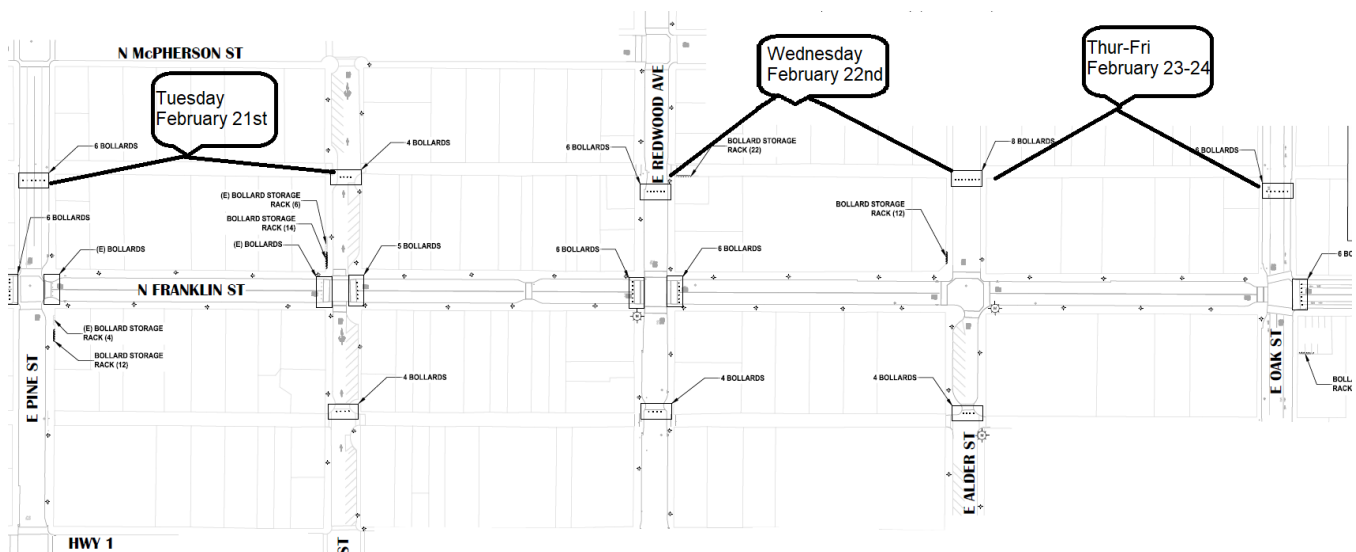 N McPHERSON ST
Tuesday
February 21st
E REDWOOD AVE
Wednesday
February 22nd
Thur-Fri
February 23-24
6 BOLLARDS
4 BOLLARDS
6 BOLLARDS
BOLLARD STORAGE
RACK (22)
8 BOLLARDS
6 BOLLARDS
(E) BOLLARD STORAGE
RACK (6)
BOLLARD STORAGE
RACK (14)
BOLLARD STORAGE
RACK (12)
6 BOLLARDS
(E) BOLLARDS
(E) BOLLARDS
5 BOLLARDS
6 BOLLARDS
6 BOLLARDS
N FRANKLIN ST
(E) BOLLARD STORAGE
RACK (4)
BOLLARD STORAGE
RACK (12)
E PINE ST
4 BOLLARDS
4 BOLLARDS
4 BOLLARDS
E ALDER ST
E OAK ST
RACK
HWY 1
ST